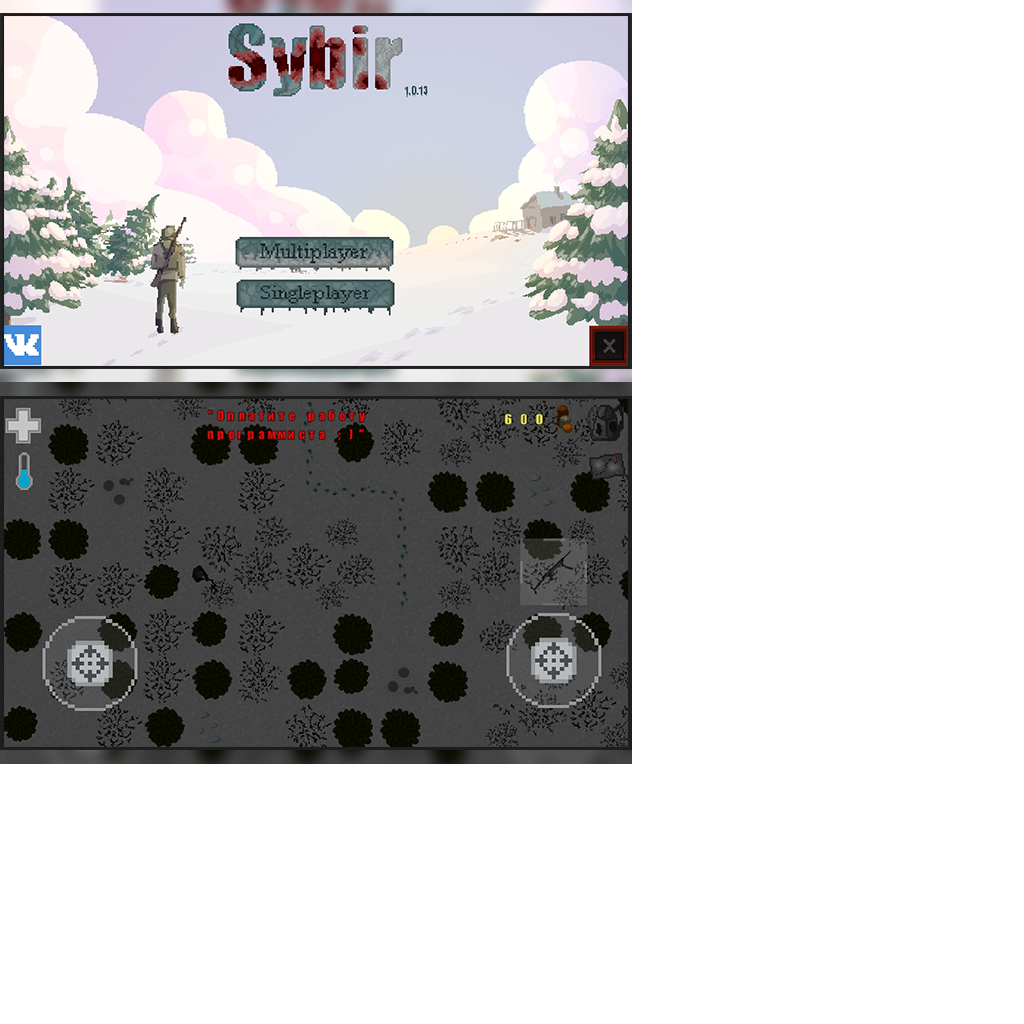 Sybir
1.0.13
Multiplayer
Singleplayer
X
"Оплатите работу
программиста :)"
600